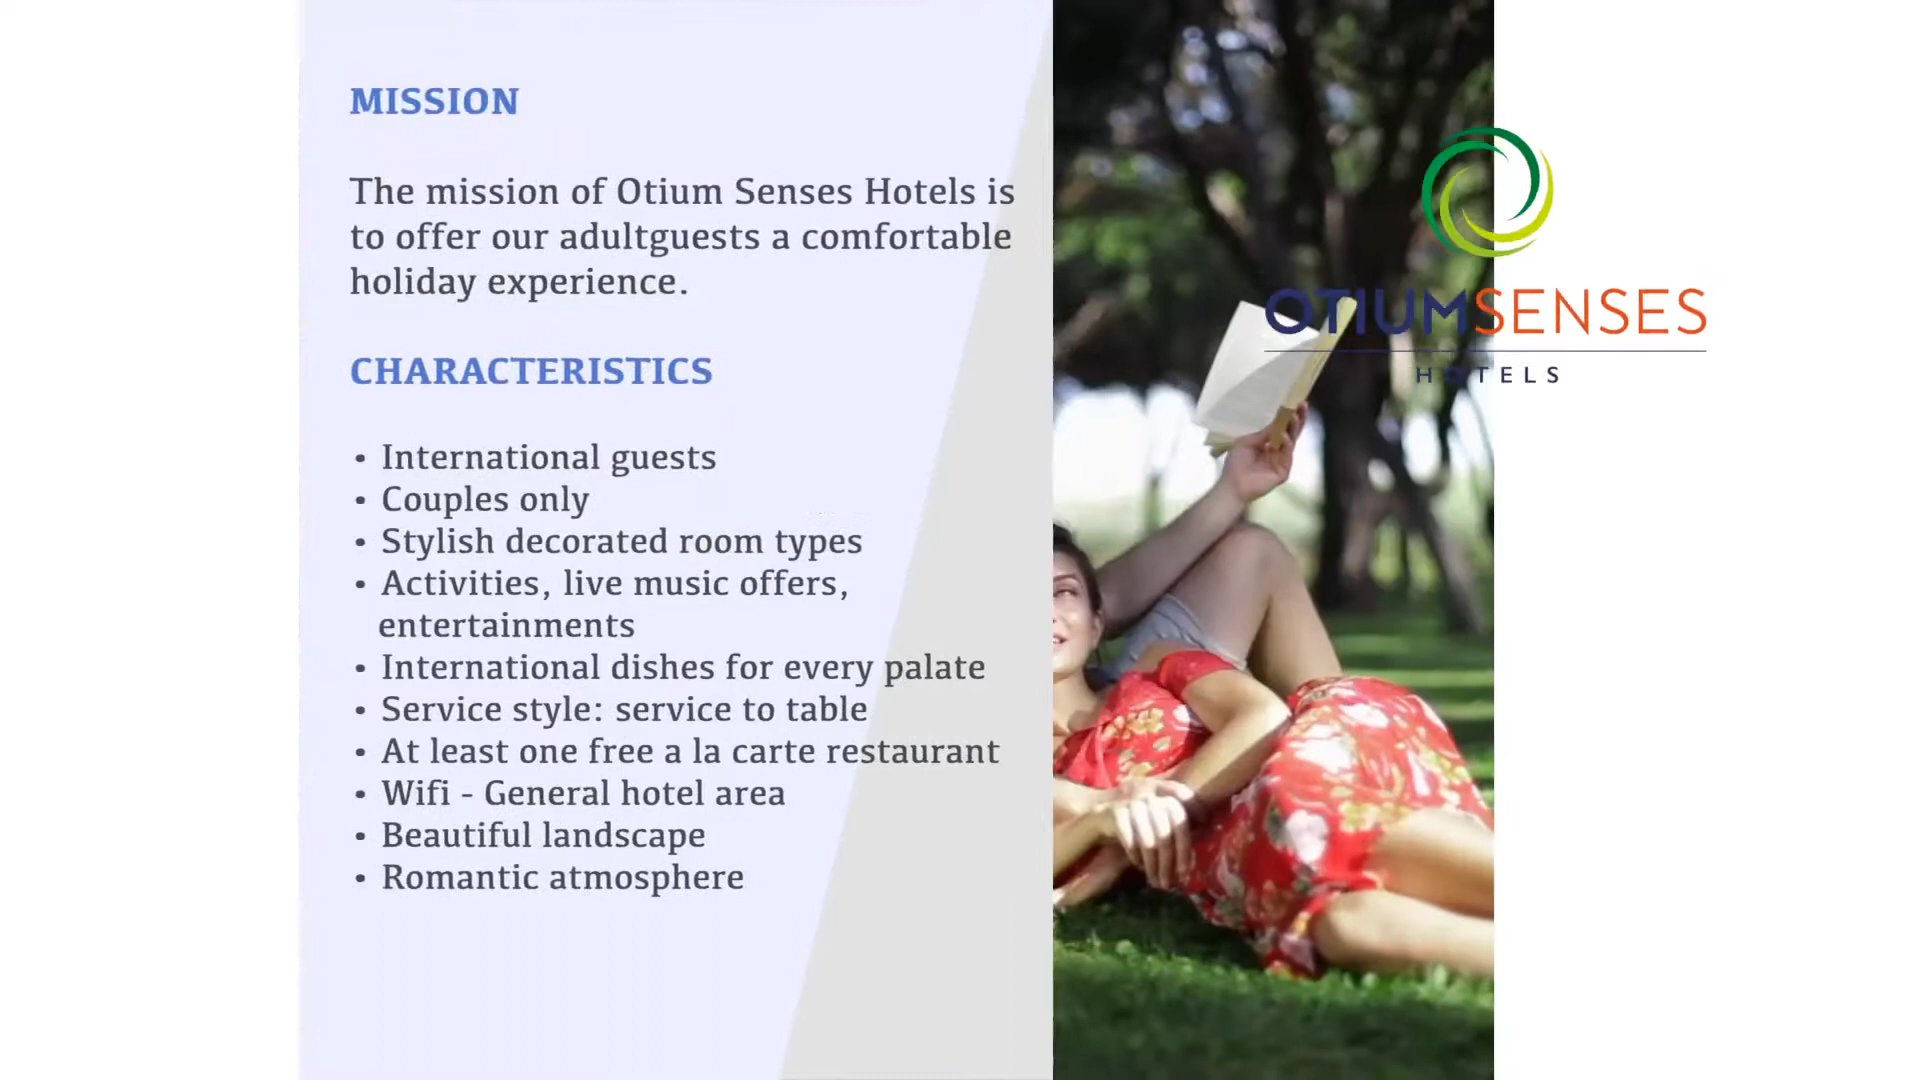 MISSION
The mission of Otium Senses Hotels is
to offer our adultguests a comfortable
holiday experience.
CHARACTERISTICS
• International guests
• Couples only
• Stylish decorated room types
• Activities, live music offers,
entertainments
• International dishes for every palate
• Service style: service to table
• At least one free a la carte restaurant
• Wifi - General hotel area
• Beautiful landscape
• Romantic atmosphere
OTIUMSENSES
HOTELS